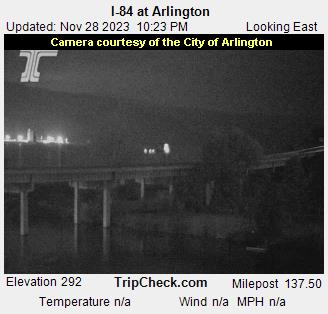 I-84 at Arlington
Updated: Nov 28 2023 10:23 PM Looking East
Camera courtesy of the City of Arlington
Elevation 292 TripCheck.com Milepost 137.50
Temperature n/a Wind n/a MPH n/a